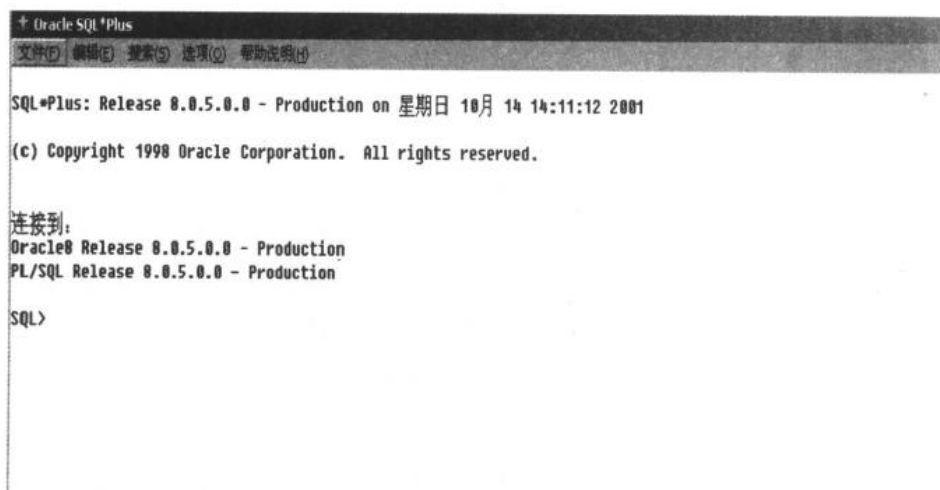 Oracle SQL*Plus
文件(F) 编辑(E) 搜索(S) 选项(O) 帮助说明(H)
SQL*Plus: Release 8.0.5.0.0 - Production on 星期日 10月 14 14:11:12 2001
(c) Copyright 1998 Oracle Corporation. All rights reserved.
连接到:
Oracle8 Release 8.0.5.0.0 - Production
PL/SQL Release 8.0.5.0.0 - Production
SQL>